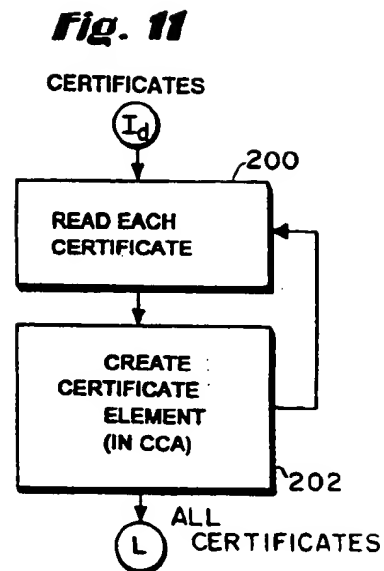 Fig. 11
CERTIFICATES
Id
200
READ EACH
CERTIFICATE
CREATE
CERTIFICATE
ELEMENT
(IN CCA)
202
ALL
CERTIFICATES
L